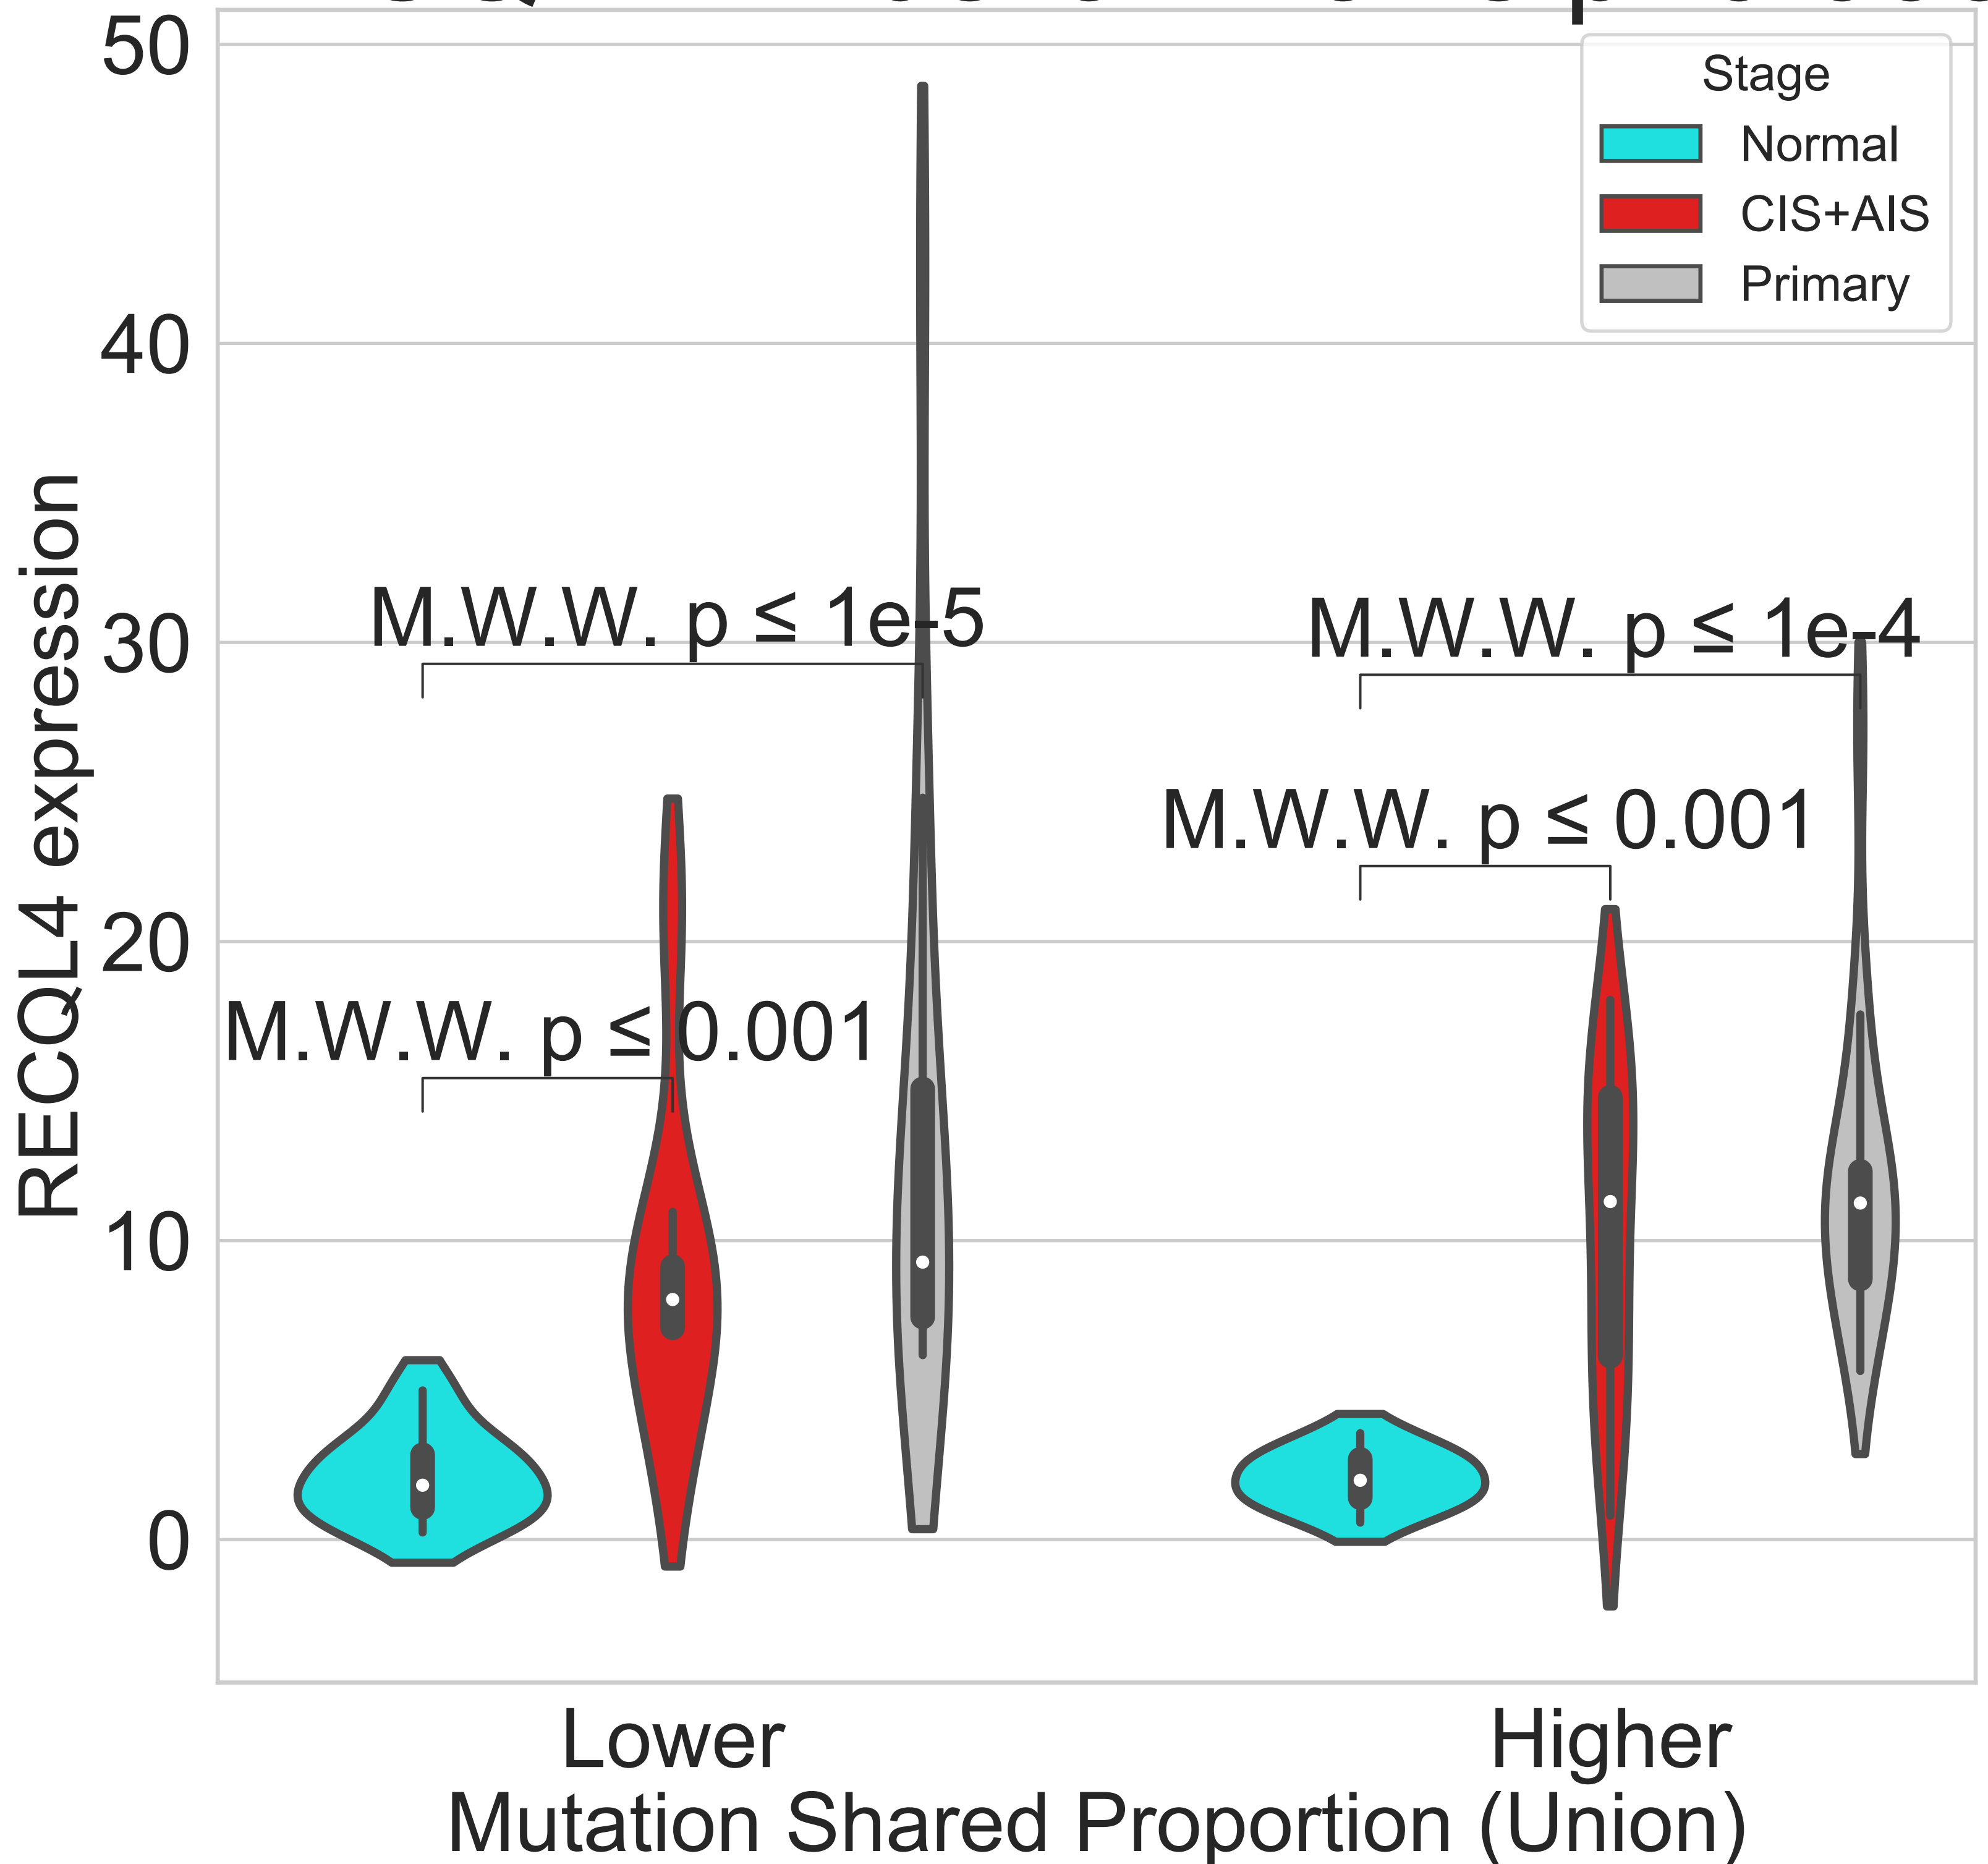 50
40
30
20
10
0
RECQL4 expression
Stage
Normal
CIS+AIS
Primary
M.W.W. p ≤ 1e-5
M.W.W. p ≤ 1e-4
M.W.W. p ≤ 0.001
M.W.W. p ≤ 0.001
Lower
Higher
Mutation Shared Proportion (Union)